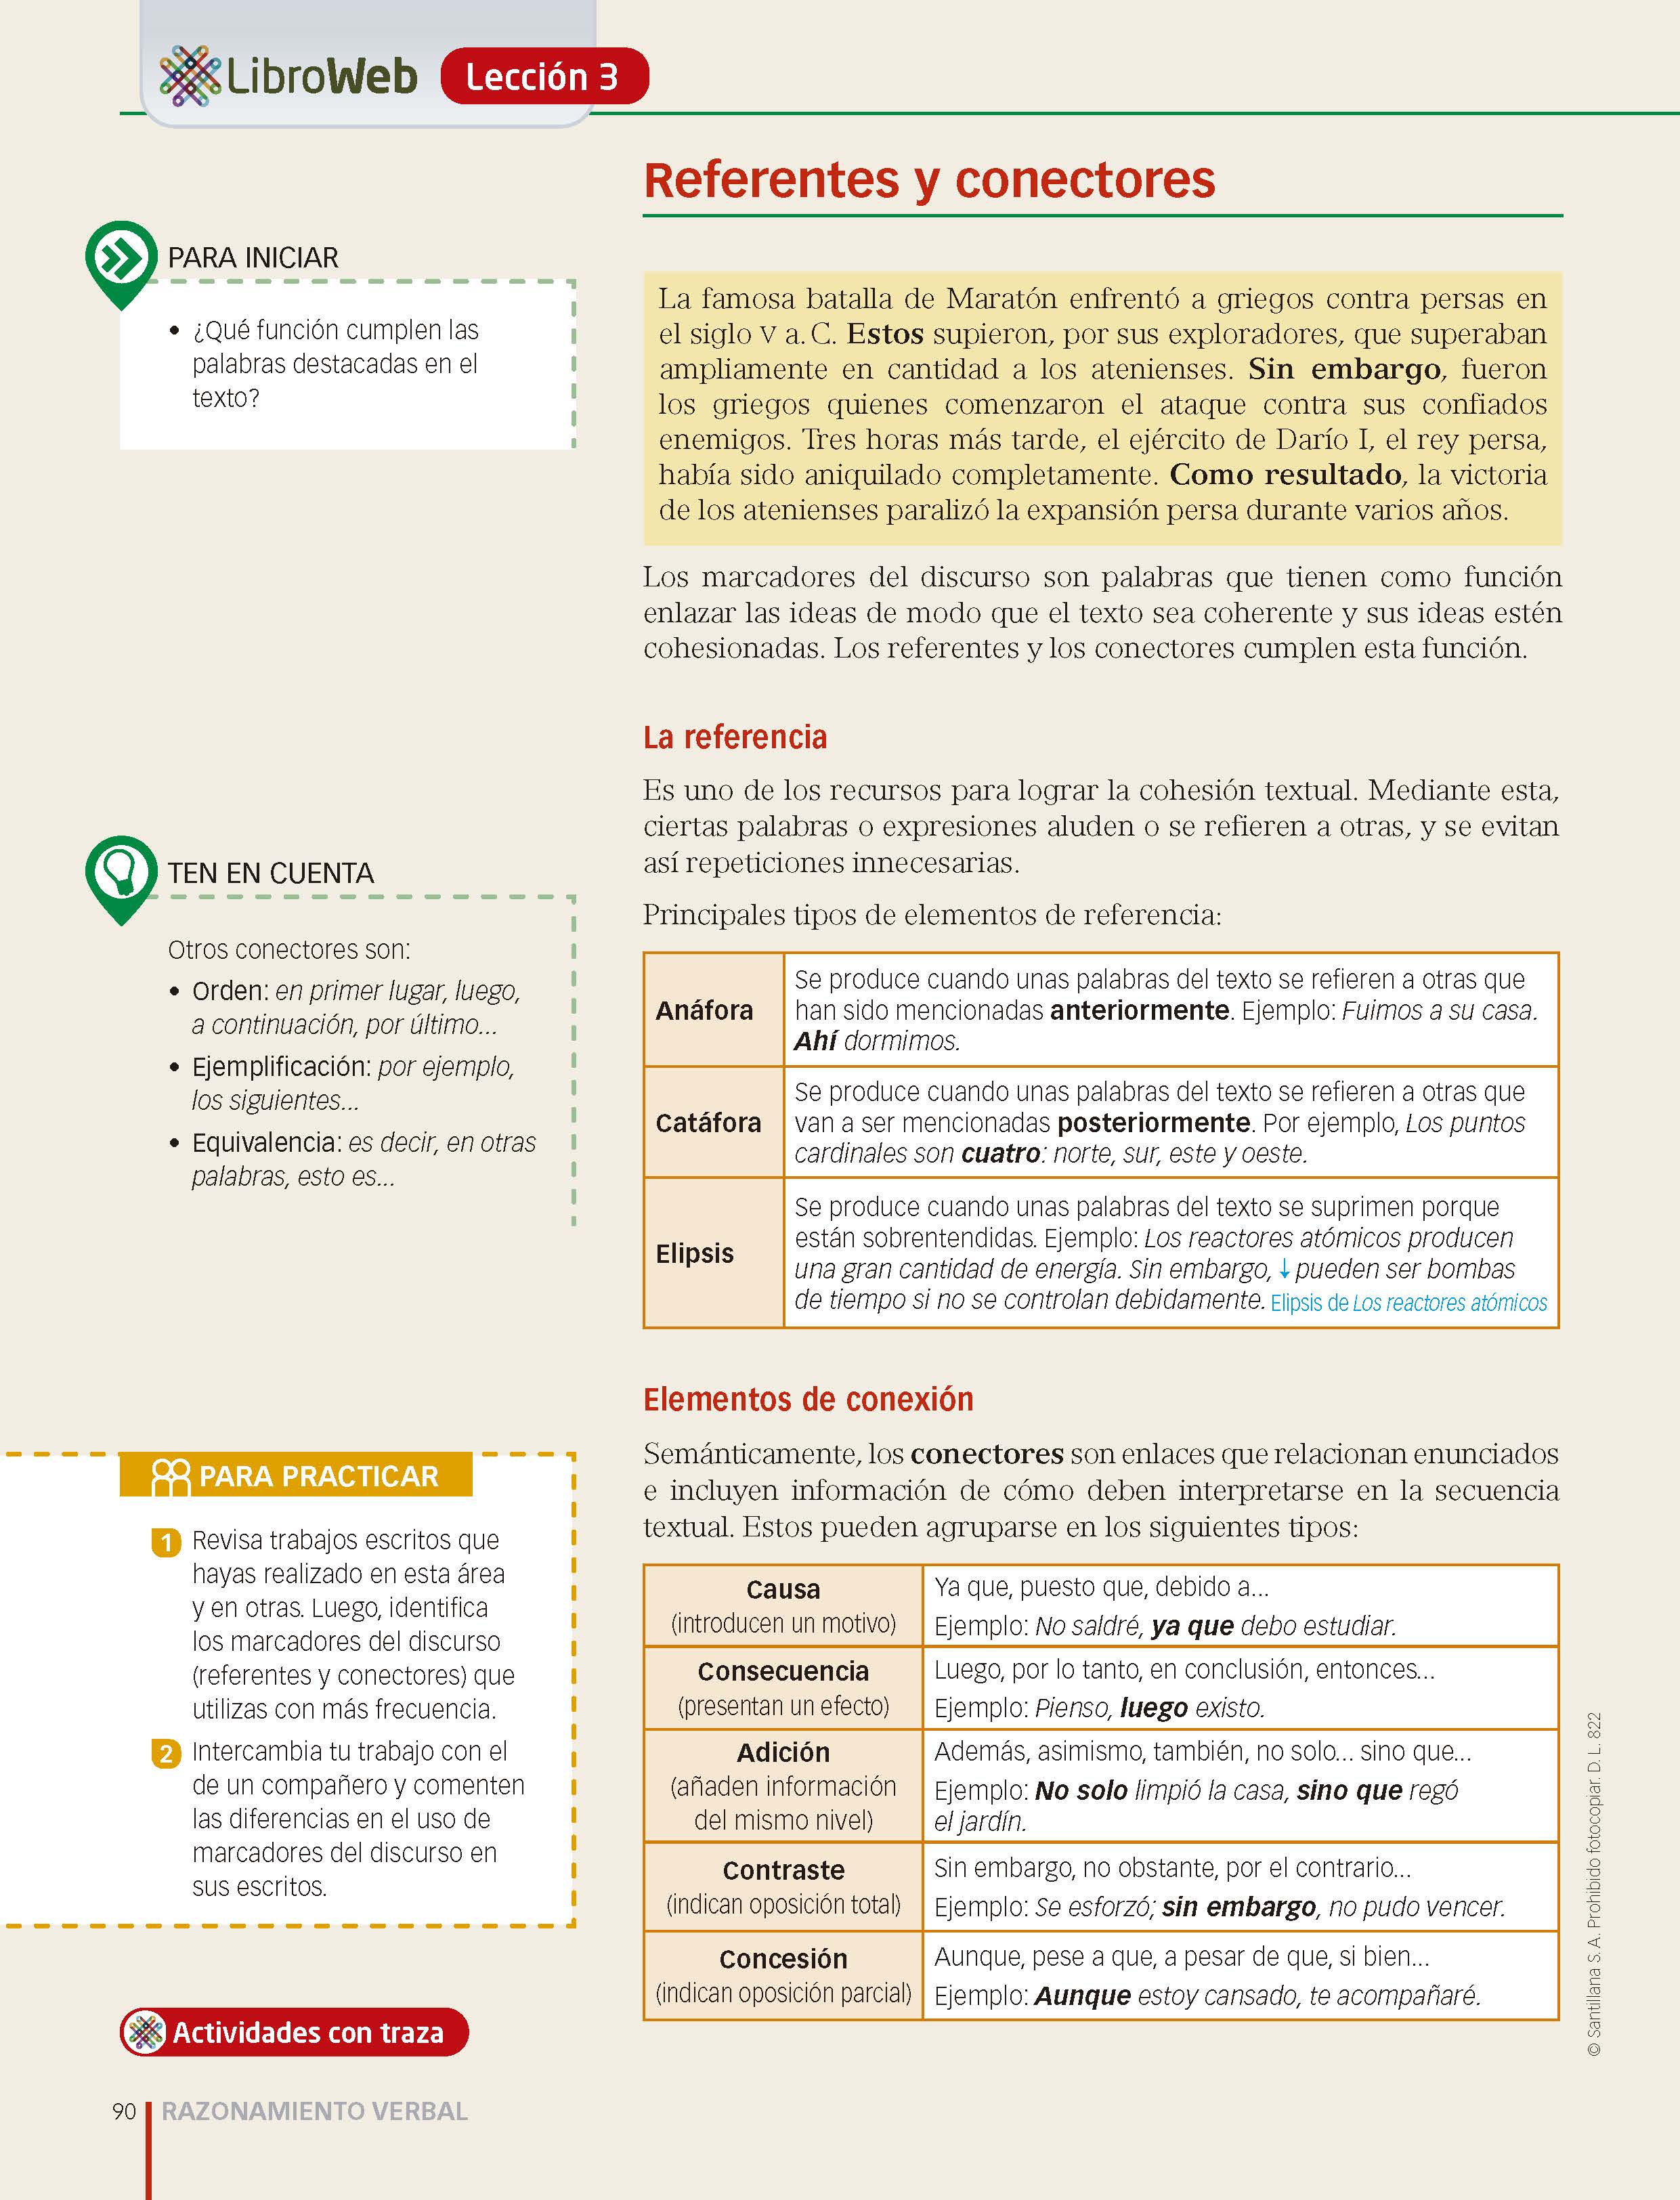 LibroWeb Lección 3
Referentes y conectores
PARA INICIAR
• ¿Qué función cumplen las
palabras destacadas en el
texto?
La famosa batalla de Maratón enfrentó a griegos contra persas en
el siglo V a. C. Estos supieron, por sus exploradores, que superaban
ampliamente en cantidad a los atenienses. Sin embargo, fueron
los griegos quienes comenzaron el ataque contra sus confiados
enemigos. Tres horas más tarde, el ejército de Darío I, el rey persa,
había sido aniquilado completamente. Como resultado, la victoria
de los atenienses paralizó la expansión persa durante varios años.
Los marcadores del discurso son palabras que tienen como función
enlazar las ideas de modo que el texto sea coherente y sus ideas estén
cohesionadas. Los referentes y los conectores cumplen esta función.
La referencia
Es uno de los recursos para lograr la cohesión textual. Mediante esta,
ciertas palabras o expresiones aluden o se refieren a otras, y se evitan
así repeticiones innecesarias.
Principales tipos de elementos de referencia:
Anáfora
Se produce cuando unas palabras del texto se refieren a otras que
han sido mencionadas anteriormente. Ejemplo: Fuimos a su casa.
Ahí dormimos.
Catáfora
Se produce cuando unas palabras del texto se refieren a otras que
van a ser mencionadas posteriormente. Por ejemplo, Los puntos
cardinales son cuatro: norte, sur, este y oeste.
Elipsis
Se produce cuando unas palabras del texto se suprimen porque
están sobrentendidas. Ejemplo: Los reactores atómicos producen
una gran cantidad de energía. Sin embargo, ↓ pueden ser bombas
de tiempo si no se controlan debidamente. Elipsis de Los reactores atómicos
TEN EN CUENTA
Otros conectores son:
• Orden: en primer lugar, luego,
a continuación, por último...
• Ejemplificación: por ejemplo,
los siguientes...
• Equivalencia: es decir, en otras
palabras, esto es...
Elementos de conexión
Semánticamente, los conectores son enlaces que relacionan enunciados
e incluyen información de cómo deben interpretarse en la secuencia
textual. Estos pueden agruparse en los siguientes tipos:
Causa
(introducen un motivo)
Ya que, puesto que, debido a...
Ejemplo: No saldré, ya que debo estudiar.
Consecuencia
(presentan un efecto)
Luego, por lo tanto, en conclusión, entonces...
Ejemplo: Pienso, luego existo.
Adición
(añaden información
del mismo nivel)
Además, asimismo, también, no solo... sino que...
Ejemplo: No solo limpió la casa, sino que regó
el jardín.
Contraste
(indican oposición total)
Sin embargo, no obstante, por el contrario...
Ejemplo: Se esforzó; sin embargo, no pudo vencer.
Concesión
(indican oposición parcial)
Aunque, pese a que, a pesar de que, si bien...
Ejemplo: Aunque estoy cansado, te acompañaré.
PARA PRACTICAR
1 Revisa trabajos escritos que
hayas realizado en esta área
y en otras. Luego, identifica
los marcadores del discurso
(referentes y conectores) que
utilizas con más frecuencia.
2 Intercambia tu trabajo con el
de un compañero y comenten
las diferencias en el uso de
marcadores del discurso en
sus escritos.
Actividades con traza
© Santillana S. A. Prohibido fotocopiar. D. L. 822
90 RAZONAMIENTO VERBAL